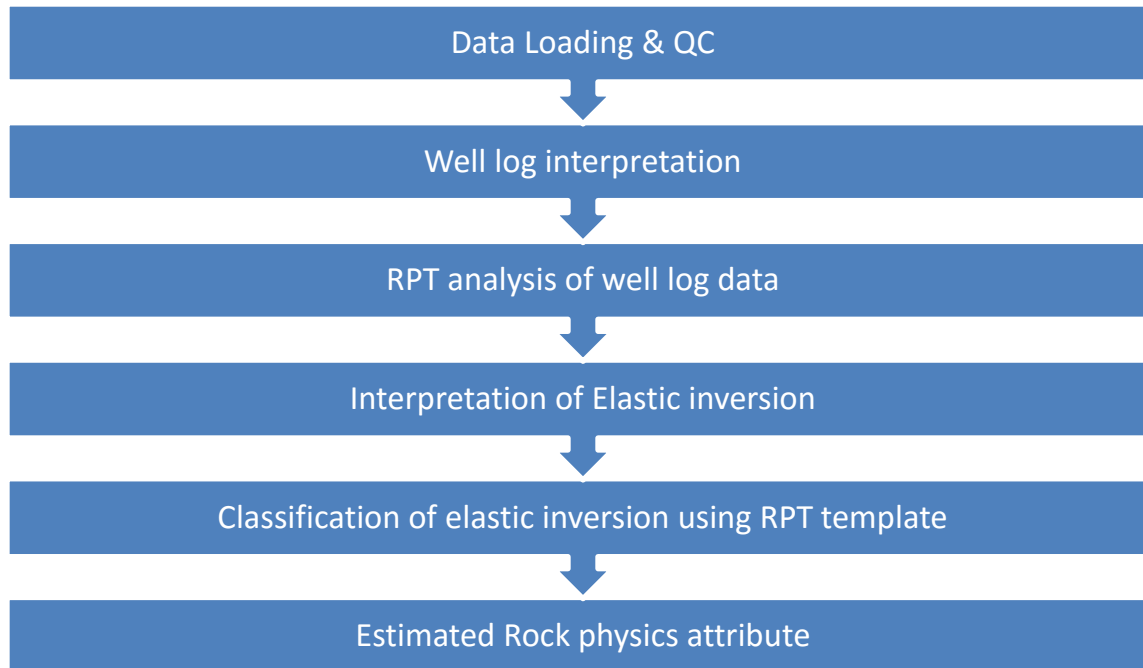 Data Loading & QC
Well log interpretation
RPT analysis of well log data
Interpretation of Elastic inversion
Classification of elastic inversion using RPT template
Estimated Rock physics attribute